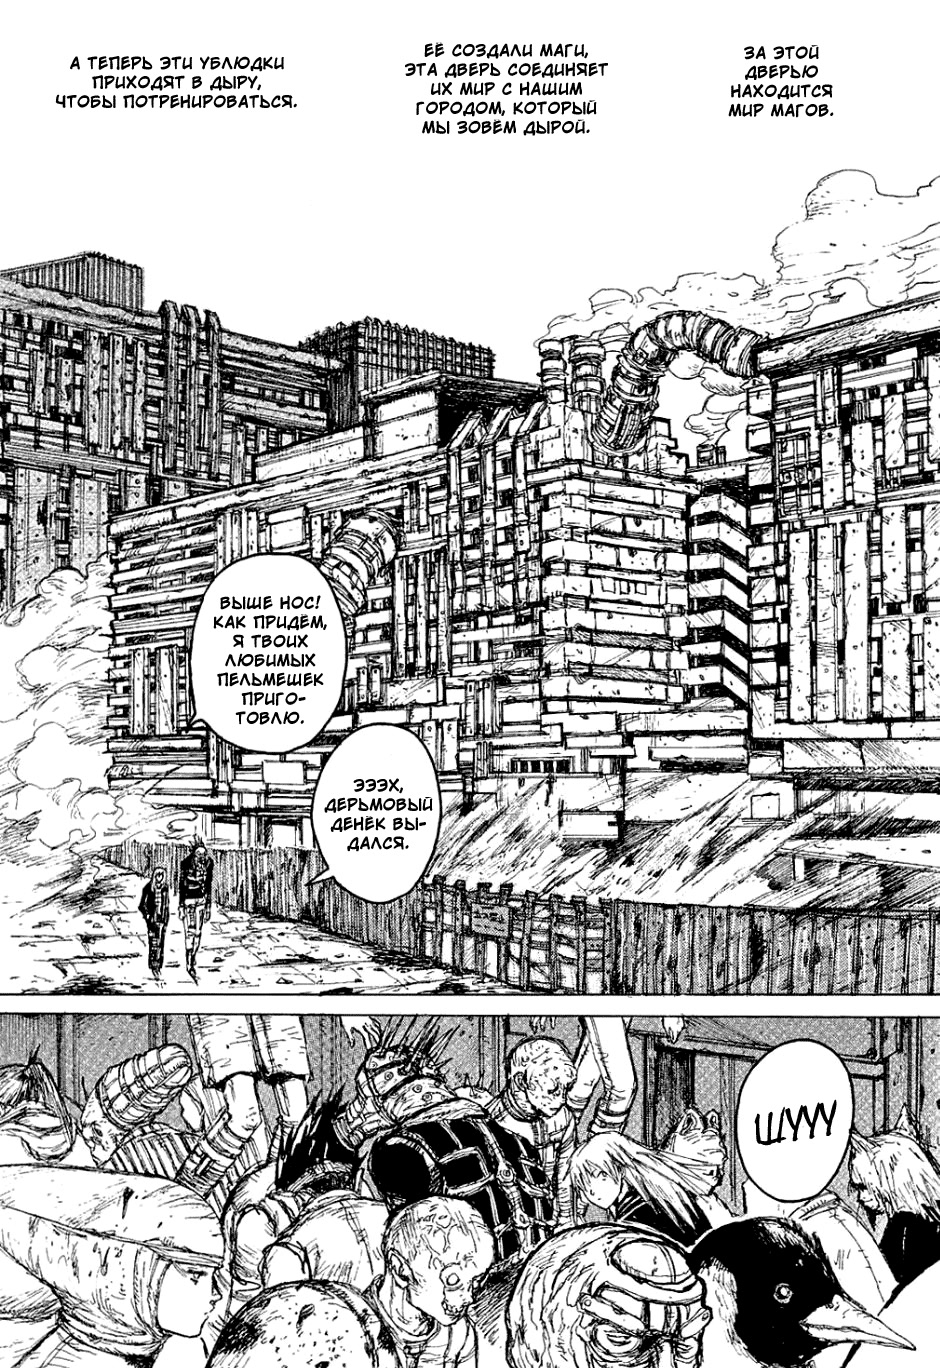 ЗА ЭТОЙ
ДВЕРЬЮ
НАХОДИТСЯ
МИР МАГОВ.
ЕЁ СОЗДАЛИ МАГИ,
ЭТА ДВЕРЬ СОЕДИНЯЕТ
ИХ МИР С НАШИМ
ГОРОДОМ, КОТОРЫЙ
МЫ ЗОВЁМ ДЫРОЙ.
А ТЕПЕРЬ ЭТИ УБЛЮДКИ
ПРИХОДЯТ В ДЫРУ,
ЧТОБЫ ПОТРЕНИРОВАТЬСЯ.
ВЫШЕ НОС!
КАК ПРИДЁМ,
Я ТВОИХ
ЛЮБИМЫХ
ПЕЛЬМЕШЕК
ПРИГО-
ТОВЛЮ.
ЭЭЭХ,
ДЕРЬМОВЫЙ
ДЕНЁК ВЫ-
ДАЛСЯ.
ШУУУ